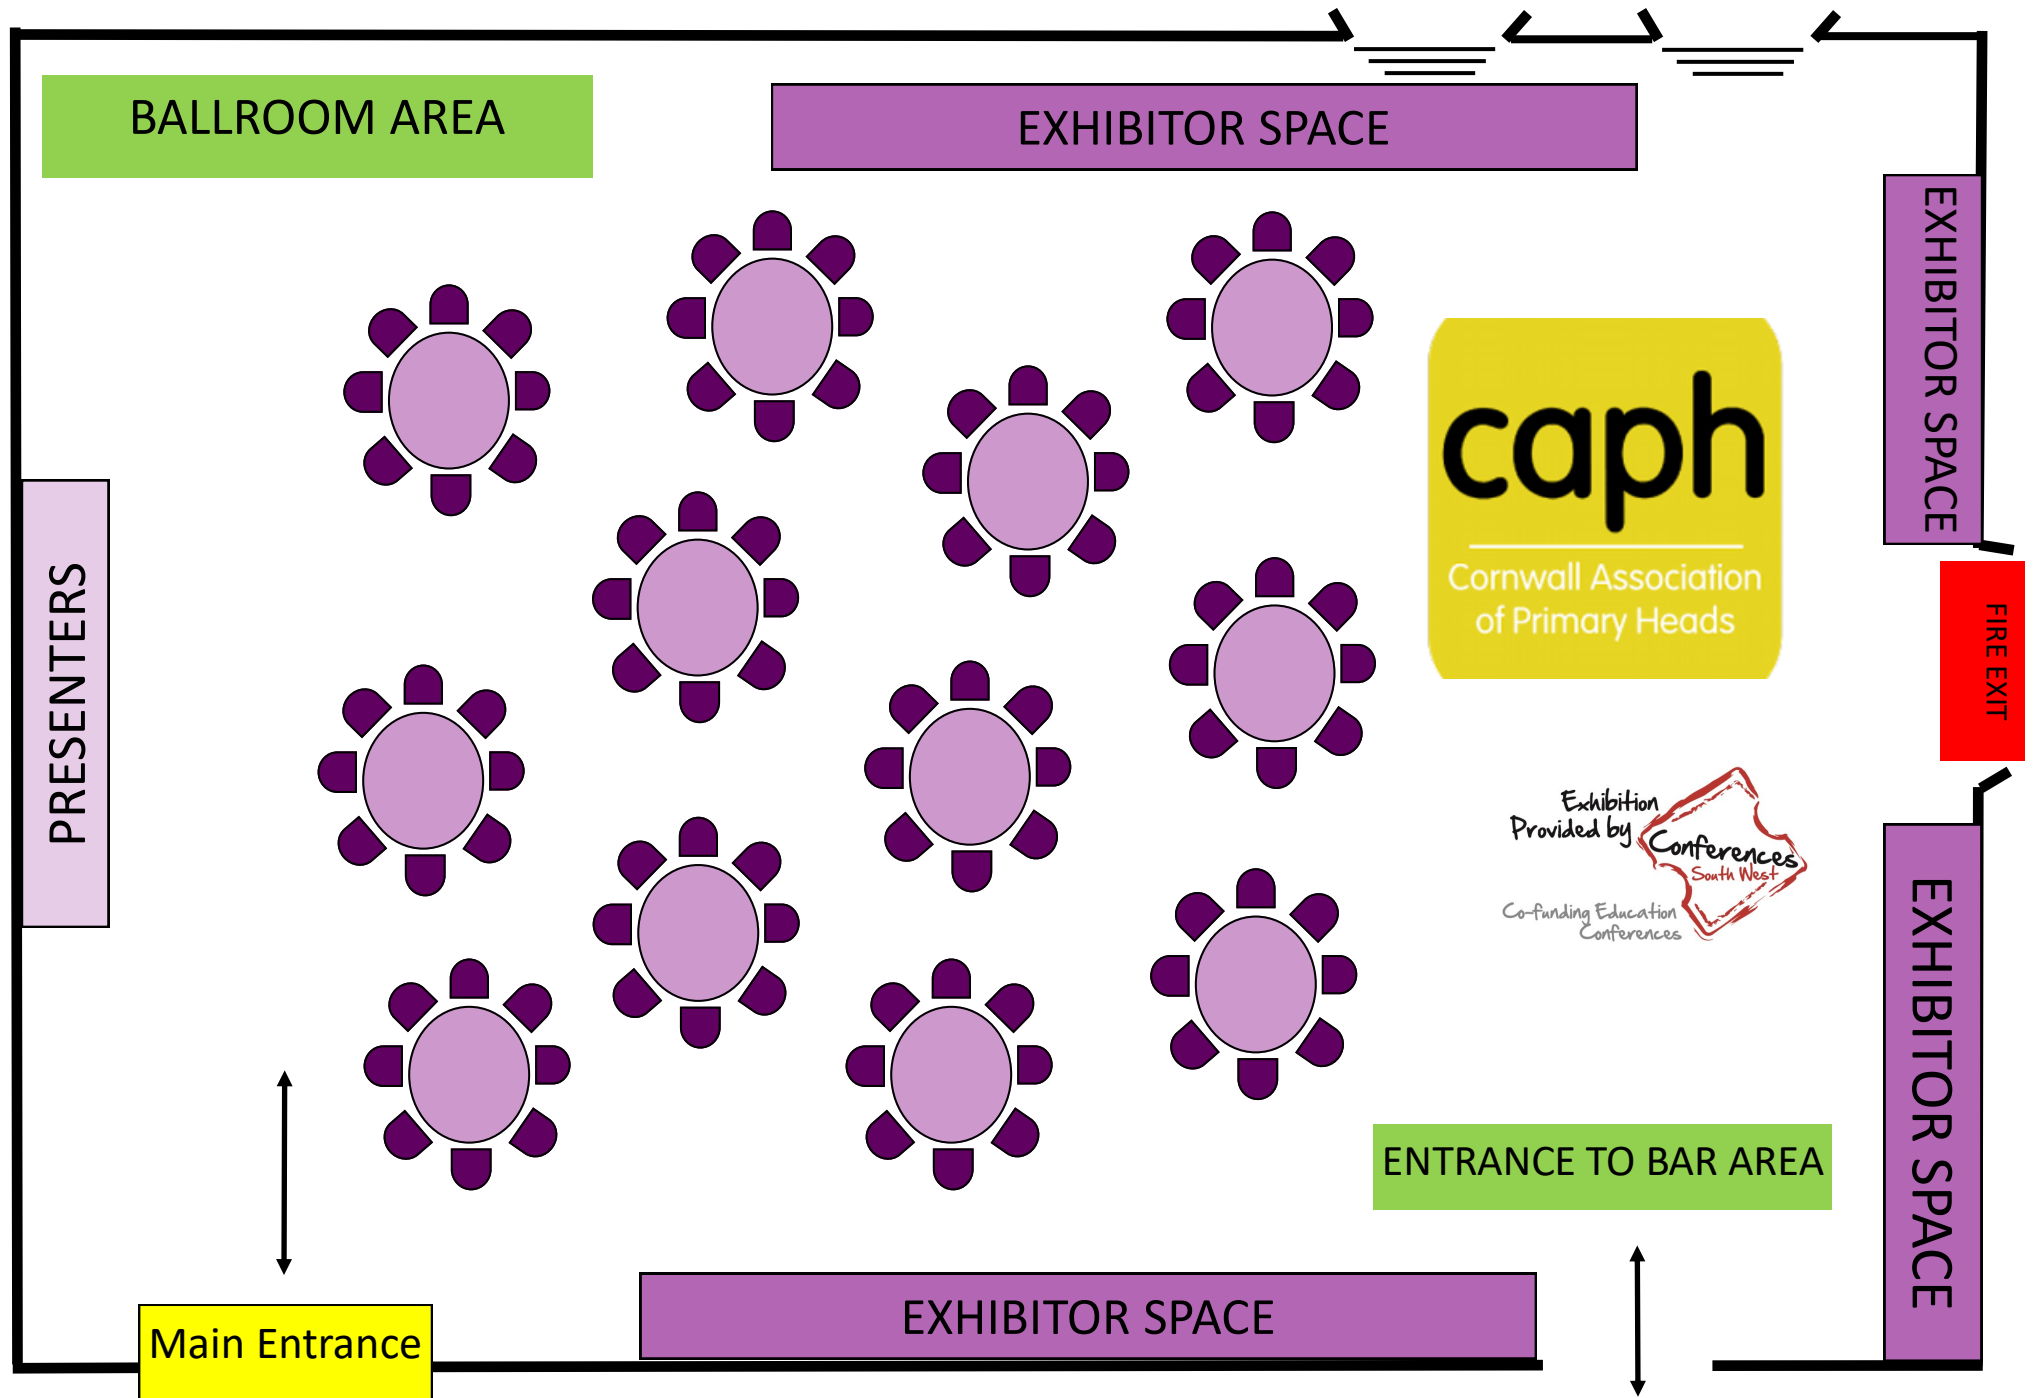 BALLROOM AREA
EXHIBITOR SPACE
EXHIBITOR SPACE
caph
Cornwall Association
of Primary Heads
PRESENTERS
FIRE EXIT
Exhibition
Provided by
Conferences
South West
Co-funding Education
Conferences
EXHIBITOR SPACE
ENTRANCE TO BAR AREA
EXHIBITOR SPACE
Main Entrance